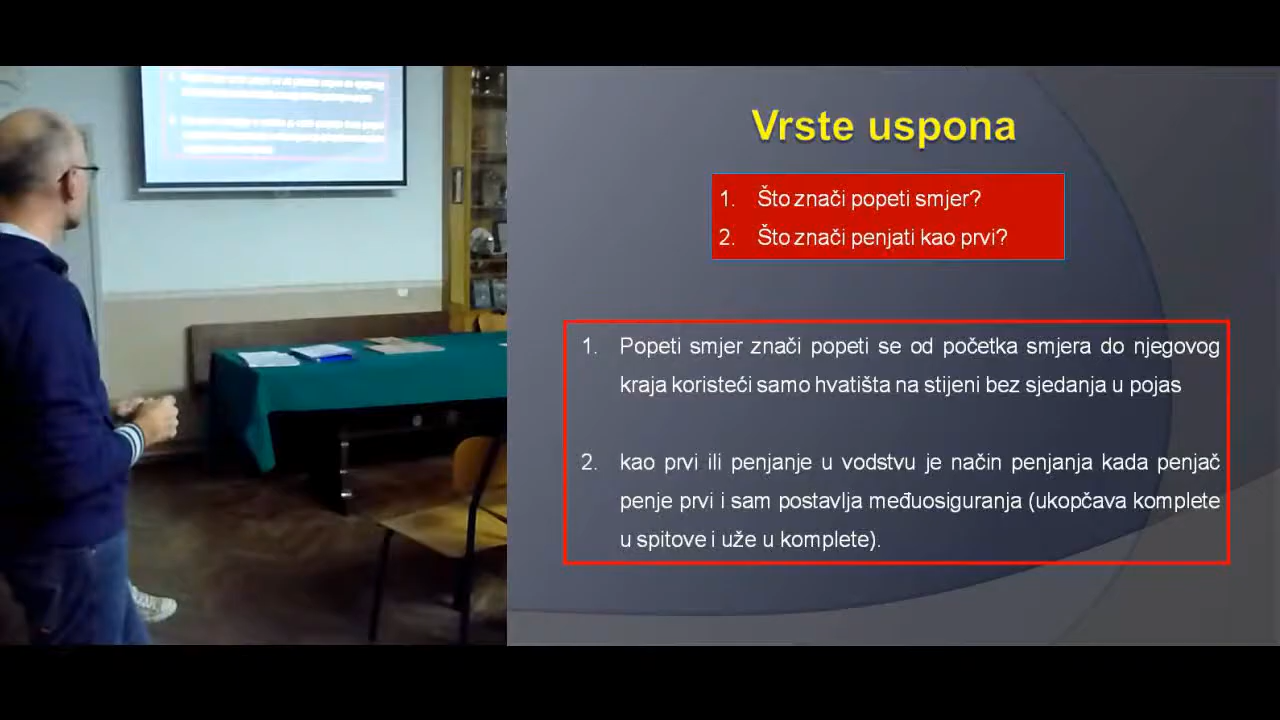 Vrste uspona
1. Što znači popeti smjer?
2. Što znači penjati kao prvi?
1. Popeti smjer znači popeti se od početka smjera do njegovog
kraja koristeći samo hvatišta na stijeni bez sjedanja u pojas
2. kao prvi ili penjanje u vodstvu je način penjanja kada penjač
penje prvi i sam postavlja međuosiguranja (ukopčava komplete
u spitove i uže u komplete).